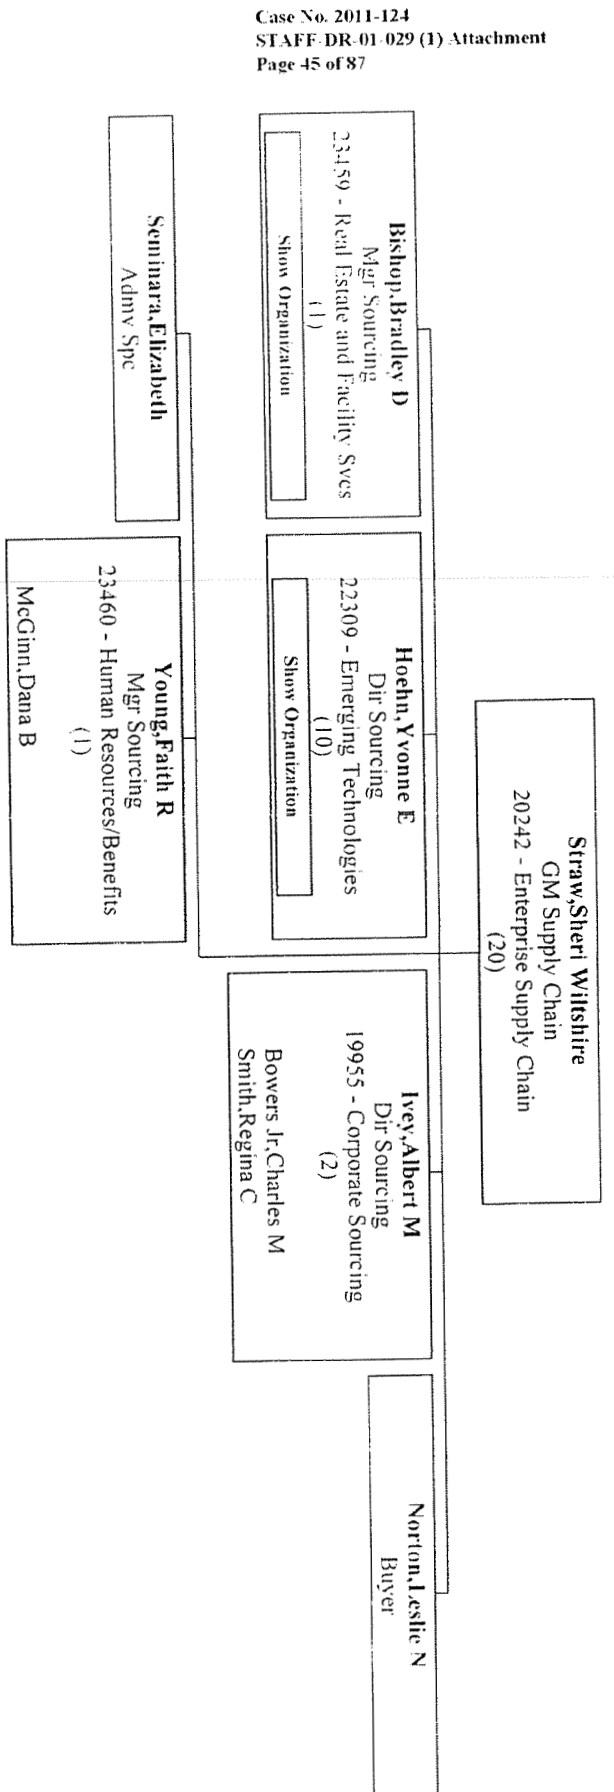 Case No. 2011-124
STAFF-DR-01-029 (1) Attachment
Page 45 of 87
Straw,Sheri Wiltshire
GM Supply Chain
20242 - Enterprise Supply Chain
(20)
Bishop,Bradley D
Mgr Sourcing
23459 - Real Estate and Facility Svcs
(1)
Show Organization
Hoehn,Yvonne E
Dir Sourcing
22309 - Emerging Technologies
(10)
Show Organization
Ivey,Albert M
Dir Sourcing
19955 - Corporate Sourcing
(2)
Bowers Jr,Charles M
Smith,Regina C
Norton,Leslie N
Buyer
Seminara,Elizabeth
Admv Spc
Young,Faith R
Mgr Sourcing
23460 - Human Resources/Benefits
(1)
McGinn,Dana B